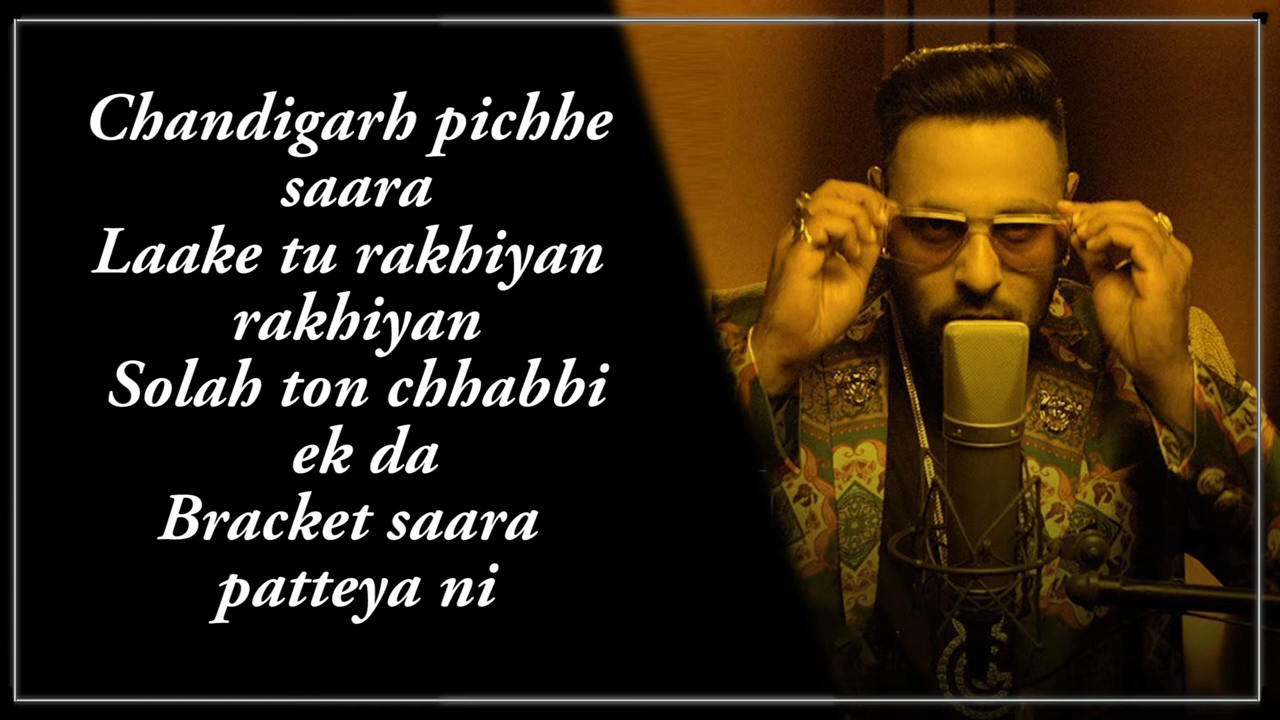 Chandigarh pichhe
saara
Laake tu rakhiyan
rakhiyan
Solah ton chhabbi
ek da
Bracket saara
patteya ni